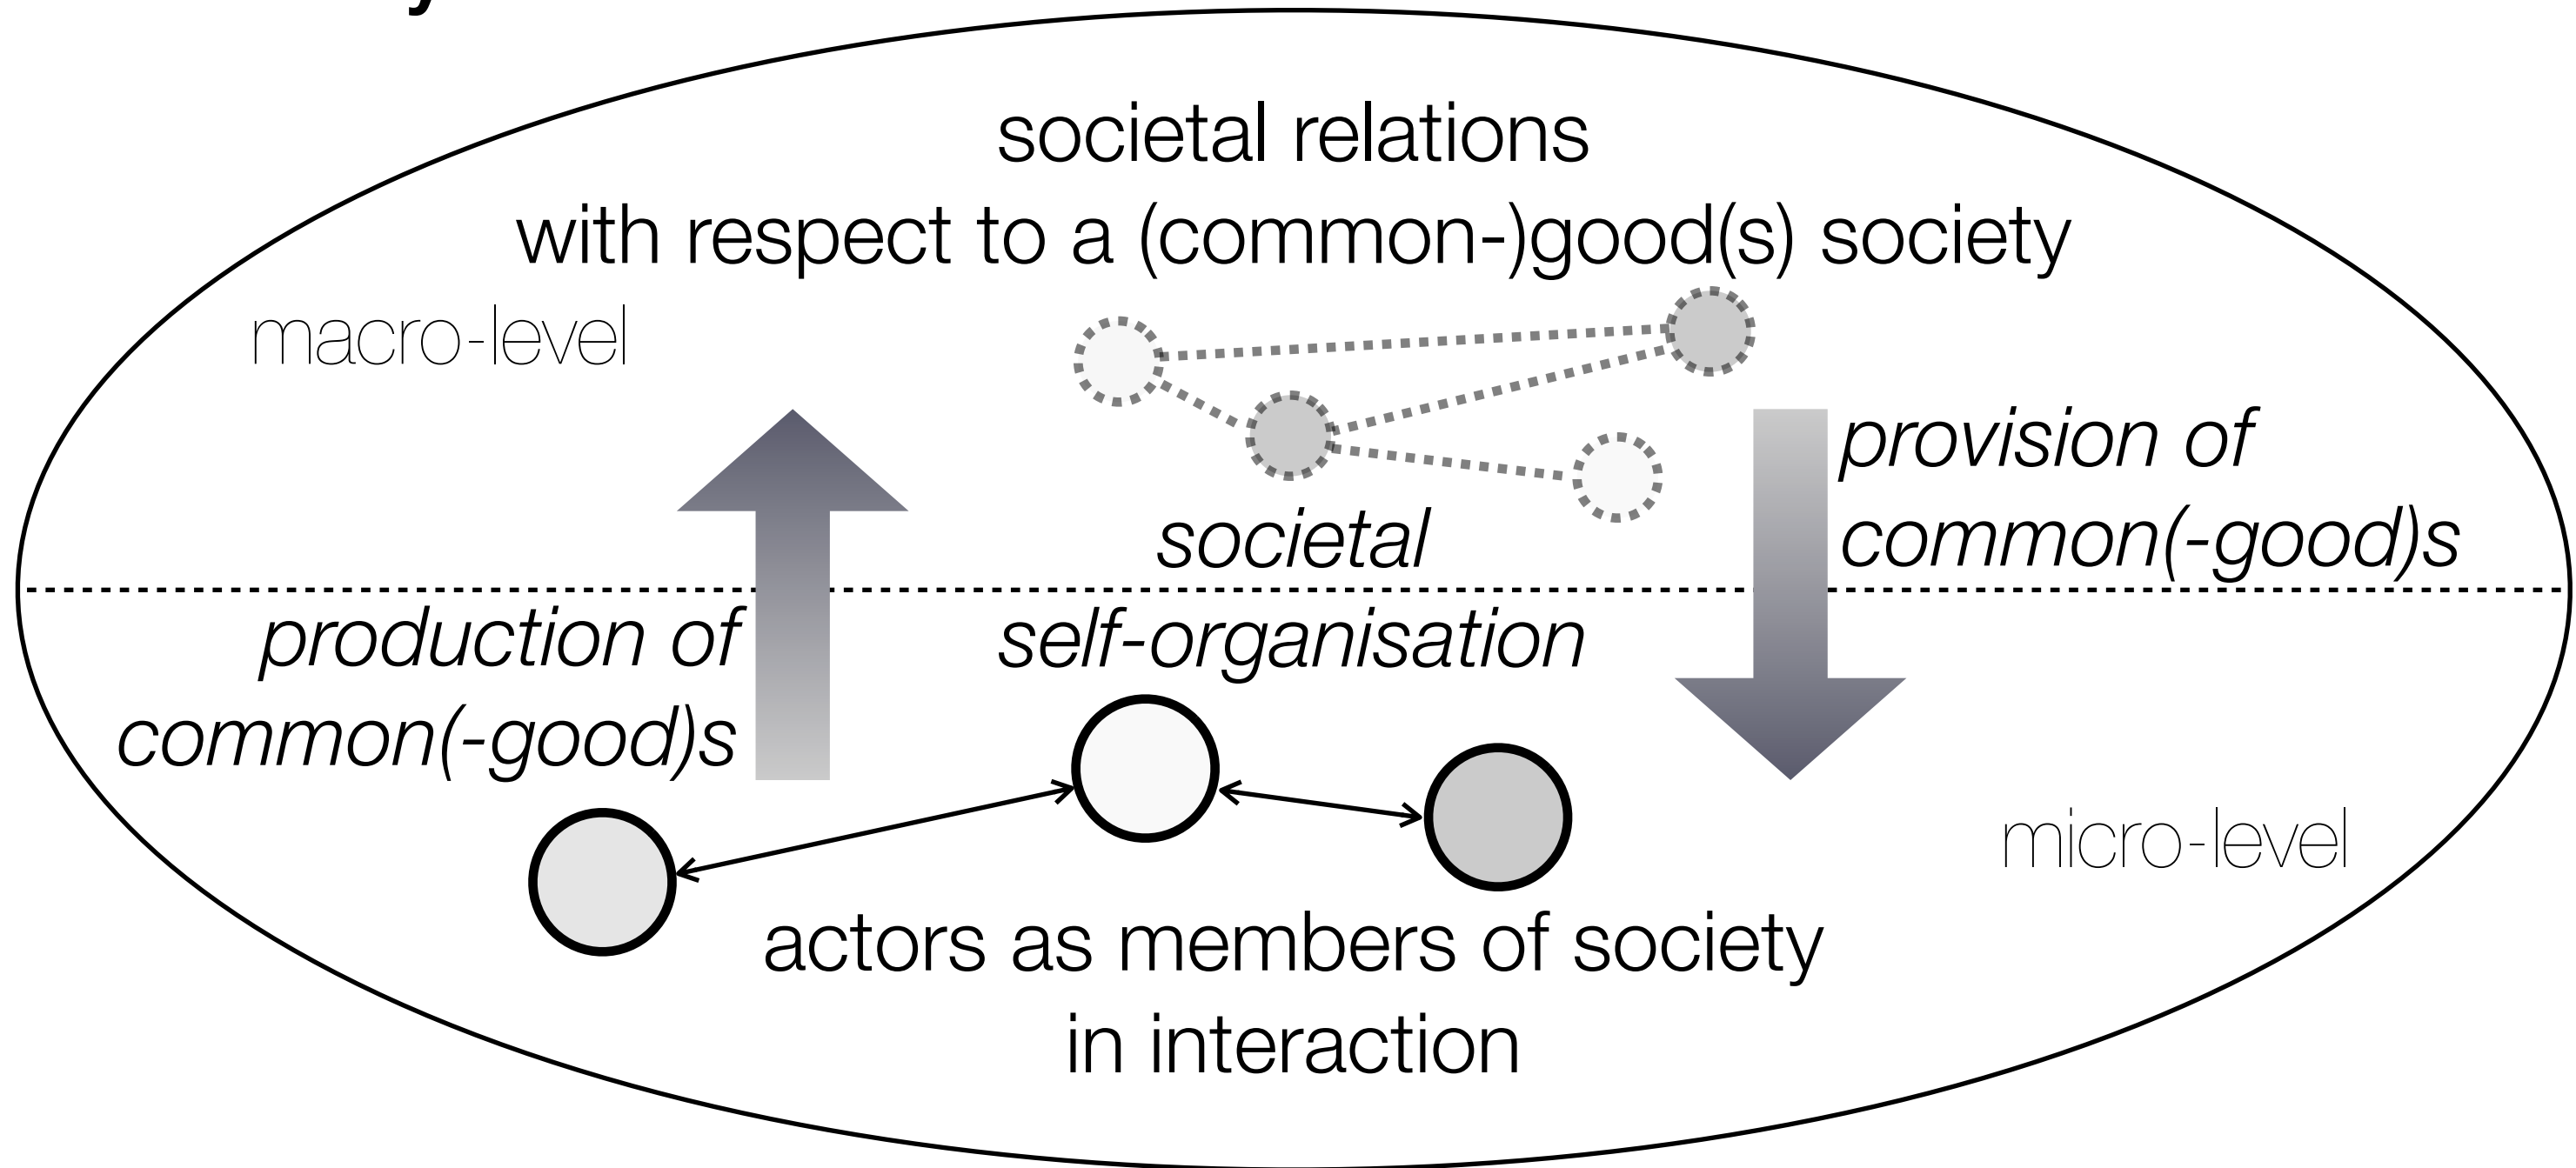 societal relations
with respect to a (common-)good(s) society
macro-level
provision of
common(-good)s
societal
self-organisation
production of
common(-good)s
micro-level
actors as members of society
in interaction